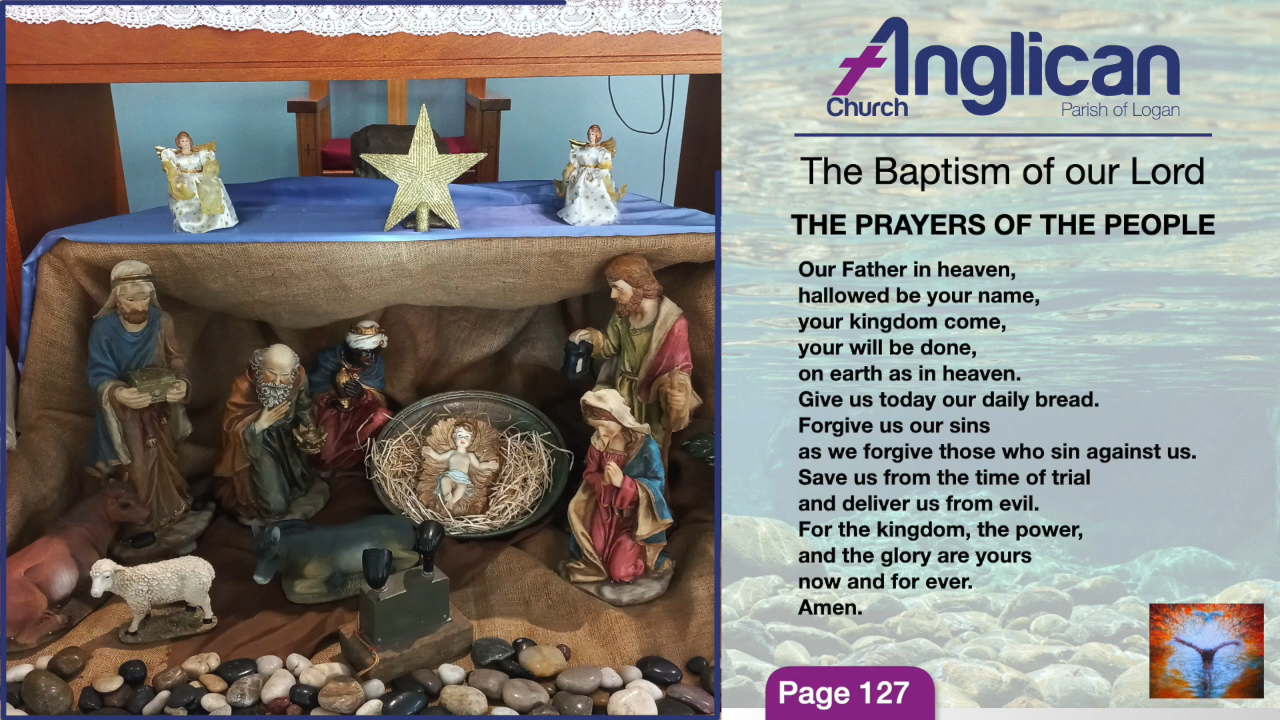 Anglican
Church
Parish of Logan
The Baptism of our Lord
THE PRAYERS OF THE PEOPLE
Our Father in heaven,
hallowed be your name,
your kingdom come,
your will be done,
on earth as in heaven.
Give us today our daily bread.
Forgive us our sins
as we forgive those who sin against us.
Save us from the time of trial
and deliver us from evil.
For the kingdom, the power,
and the glory are yours
now and for ever.
Amen.
Page 127